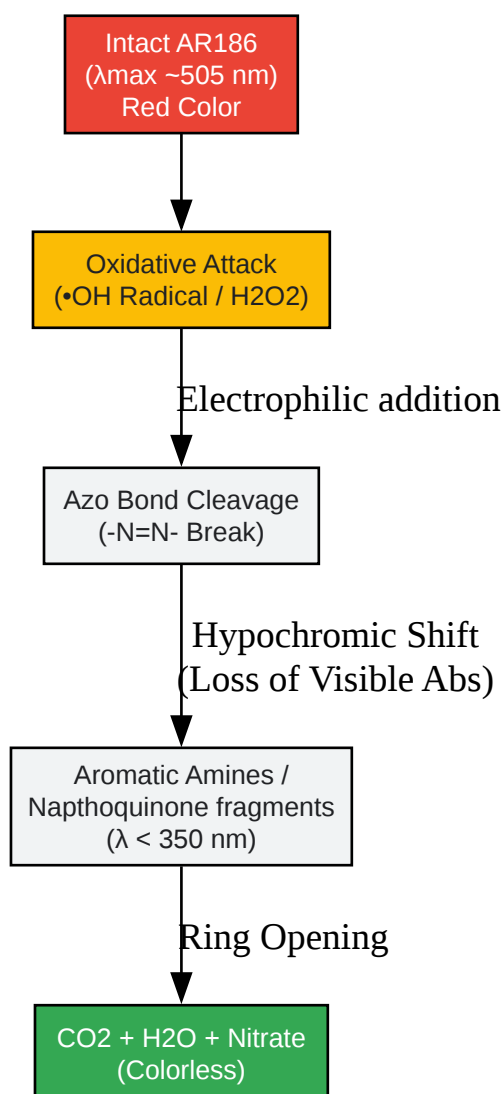 Intact AR186
(λmax ~505 nm)
Red Color
Oxidative Attack
(•OH Radical / H2O2)
Electrophilic addition
Azo Bond Cleavage
(-N=N- Break)
Hypochromic Shift
(Loss of Visible Abs)
Aromatic Amines /
Napthoquinone fragments
(λ < 350 nm)
Ring Opening
CO2 + H2O + Nitrate
(Colorless)